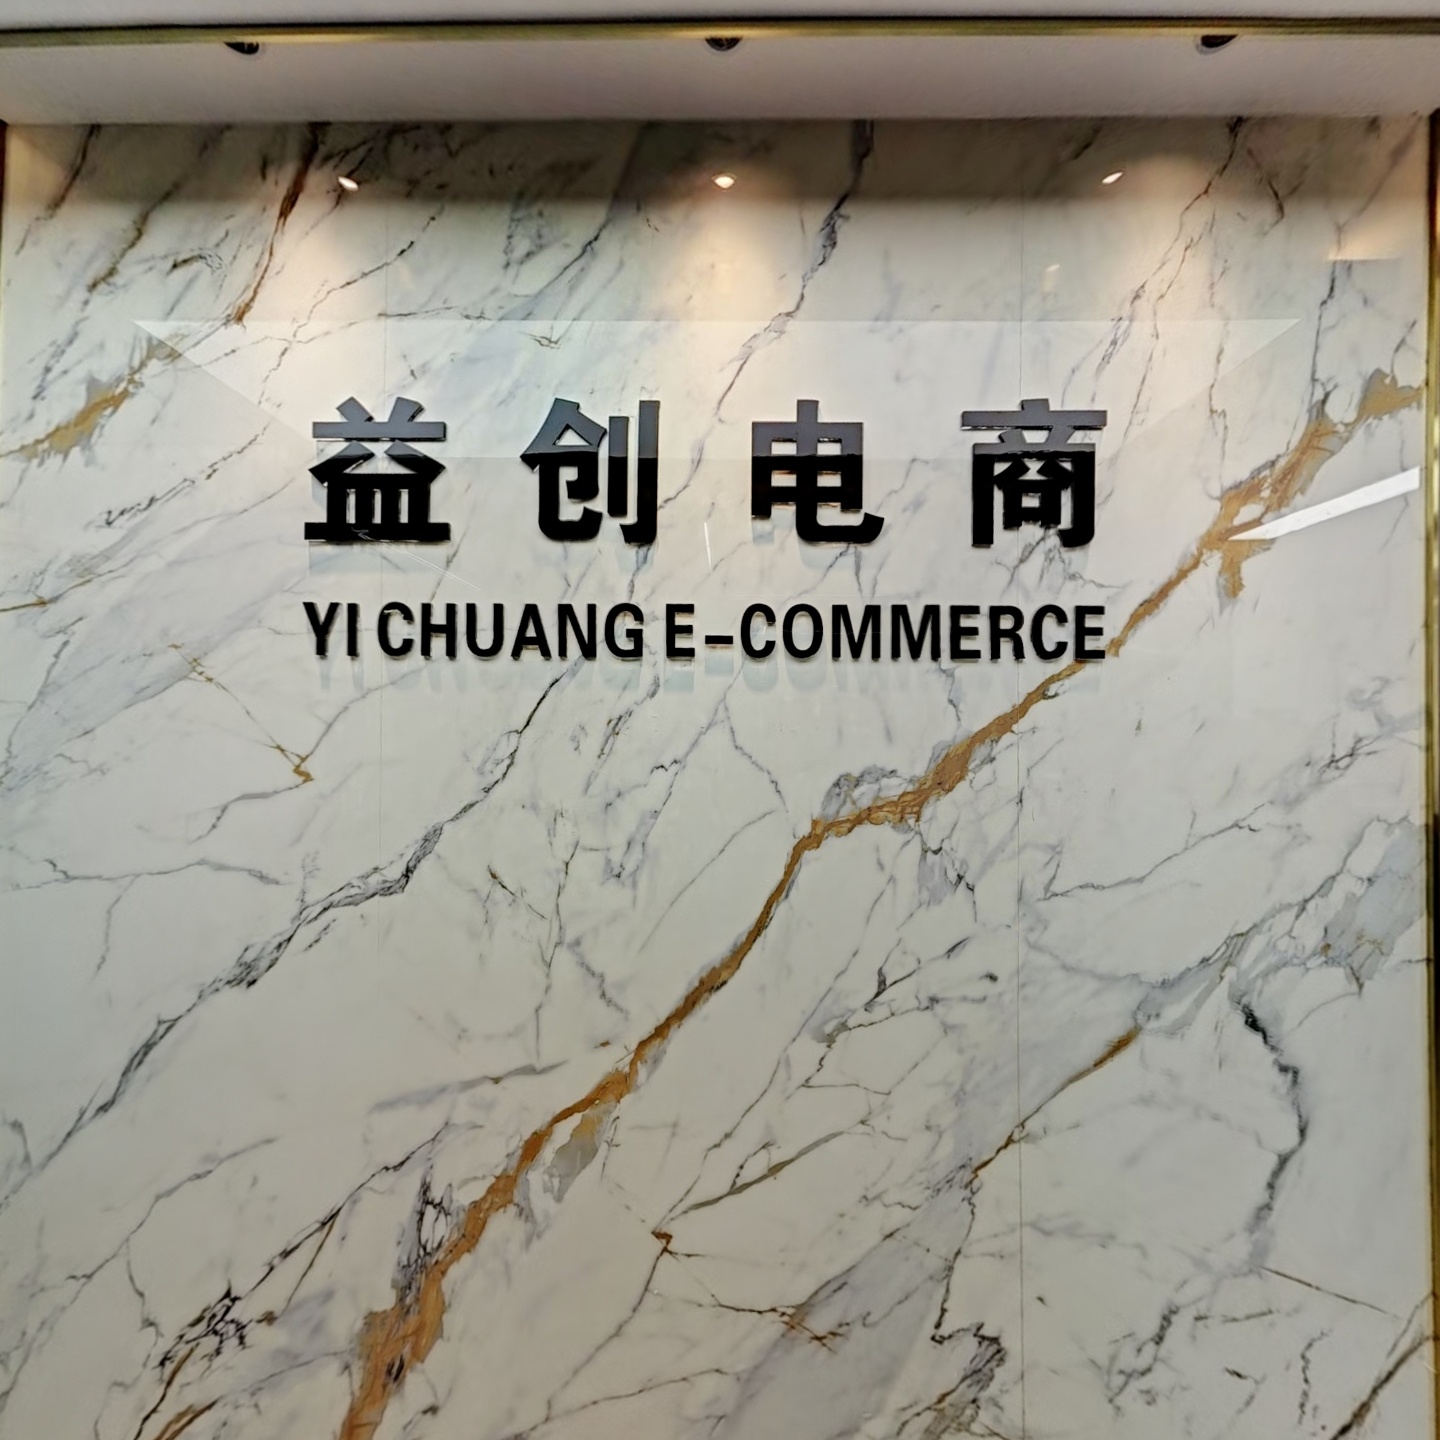 益创电商
YI CHUANG E-COMMERCE